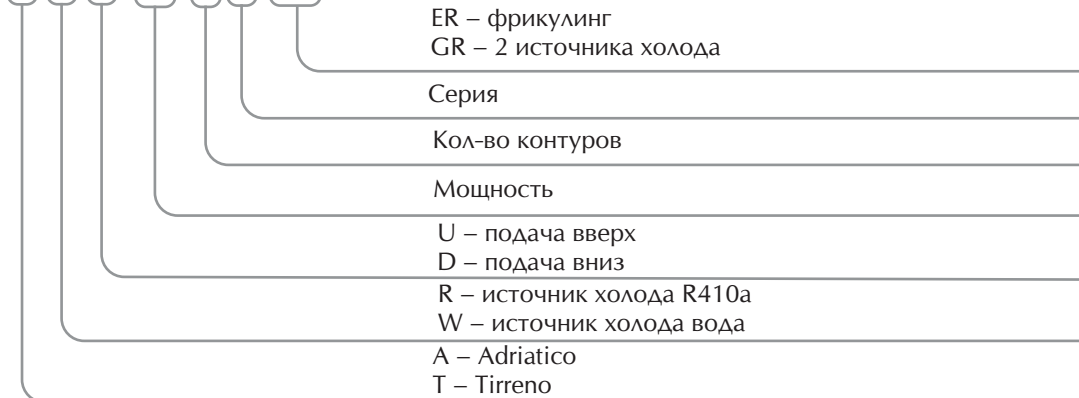 ER – фрикулинг
GR – 2 источника холода
Серия
Кол-во контуров
Мощность
U – подача вверх
D – подача вниз
R – источник холода R410a
W – источник холода вода
A – Adriatico
T – Tirreno